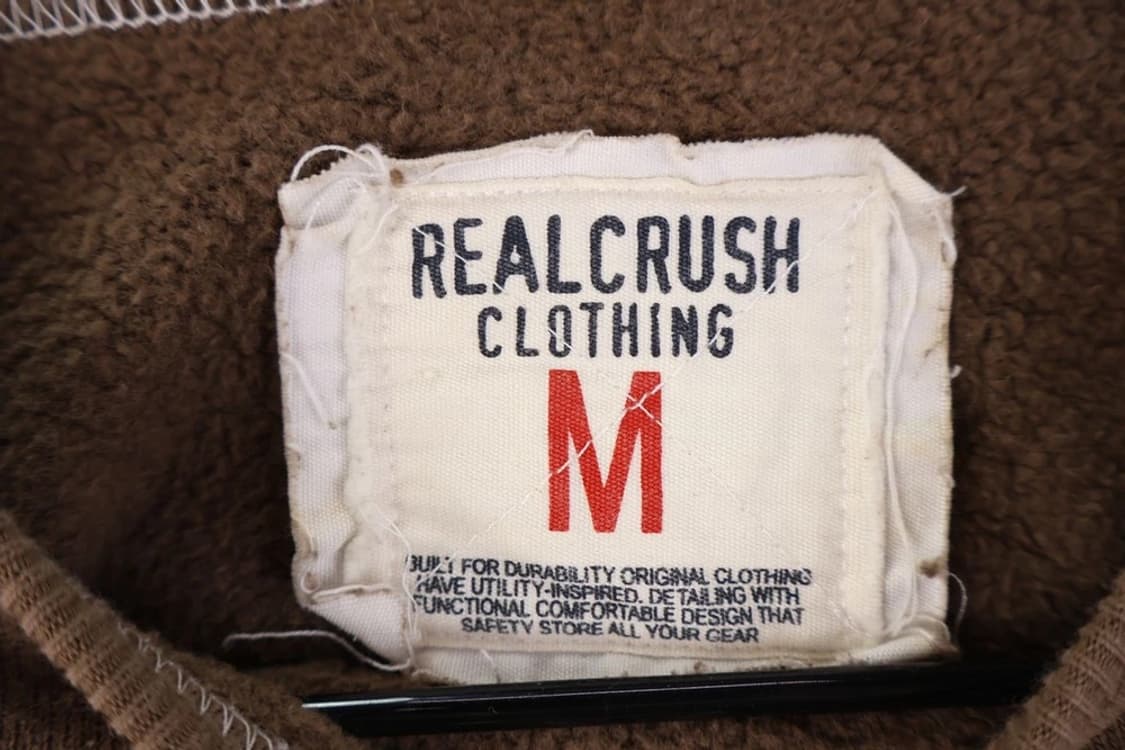 REALCRUSH
CLOTHING
M
BUILT FOR DURABILITY ORIGINAL CLOTHING
HAVE UTILITY-INSPIRED. DETAILING WITH
FUNCTIONAL COMFORTABLE DESIGN THAT
SAFETY STORE ALL YOUR GEAR